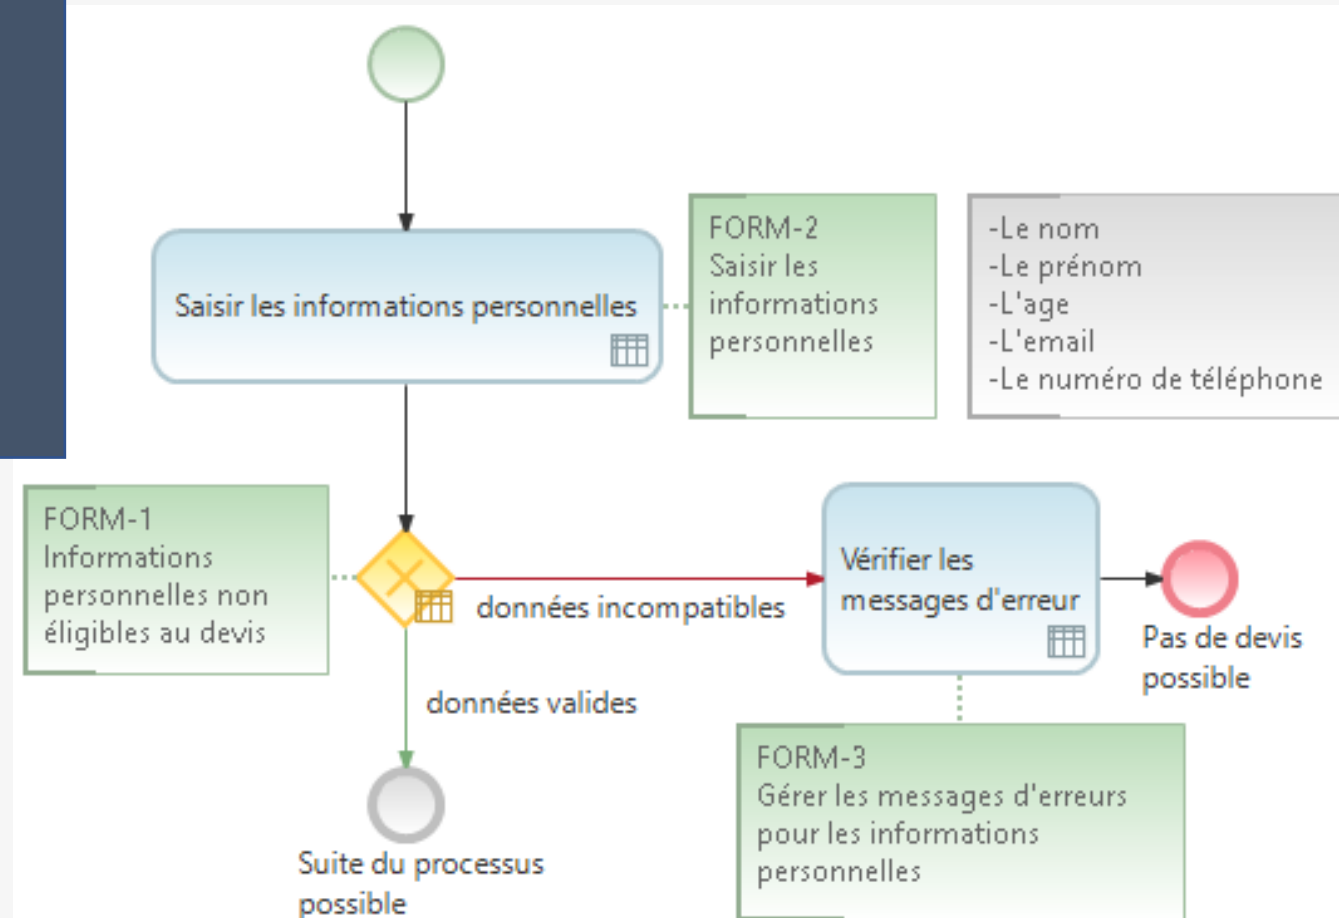 Saisir les informations personnelles
FORM-2
Saisir les
informations
personnelles
-Le nom
-Le prénom
-L'age
-L'email
-Le numéro de téléphone
FORM-1
Informations
personnelles non
éligibles au devis
données incompatibles
Vérifier les
messages d'erreur
Pas de devis
possible
données valides
FORM-3
Gérer les messages d'erreurs
pour les informations
personnelles
Suite du processus
possible